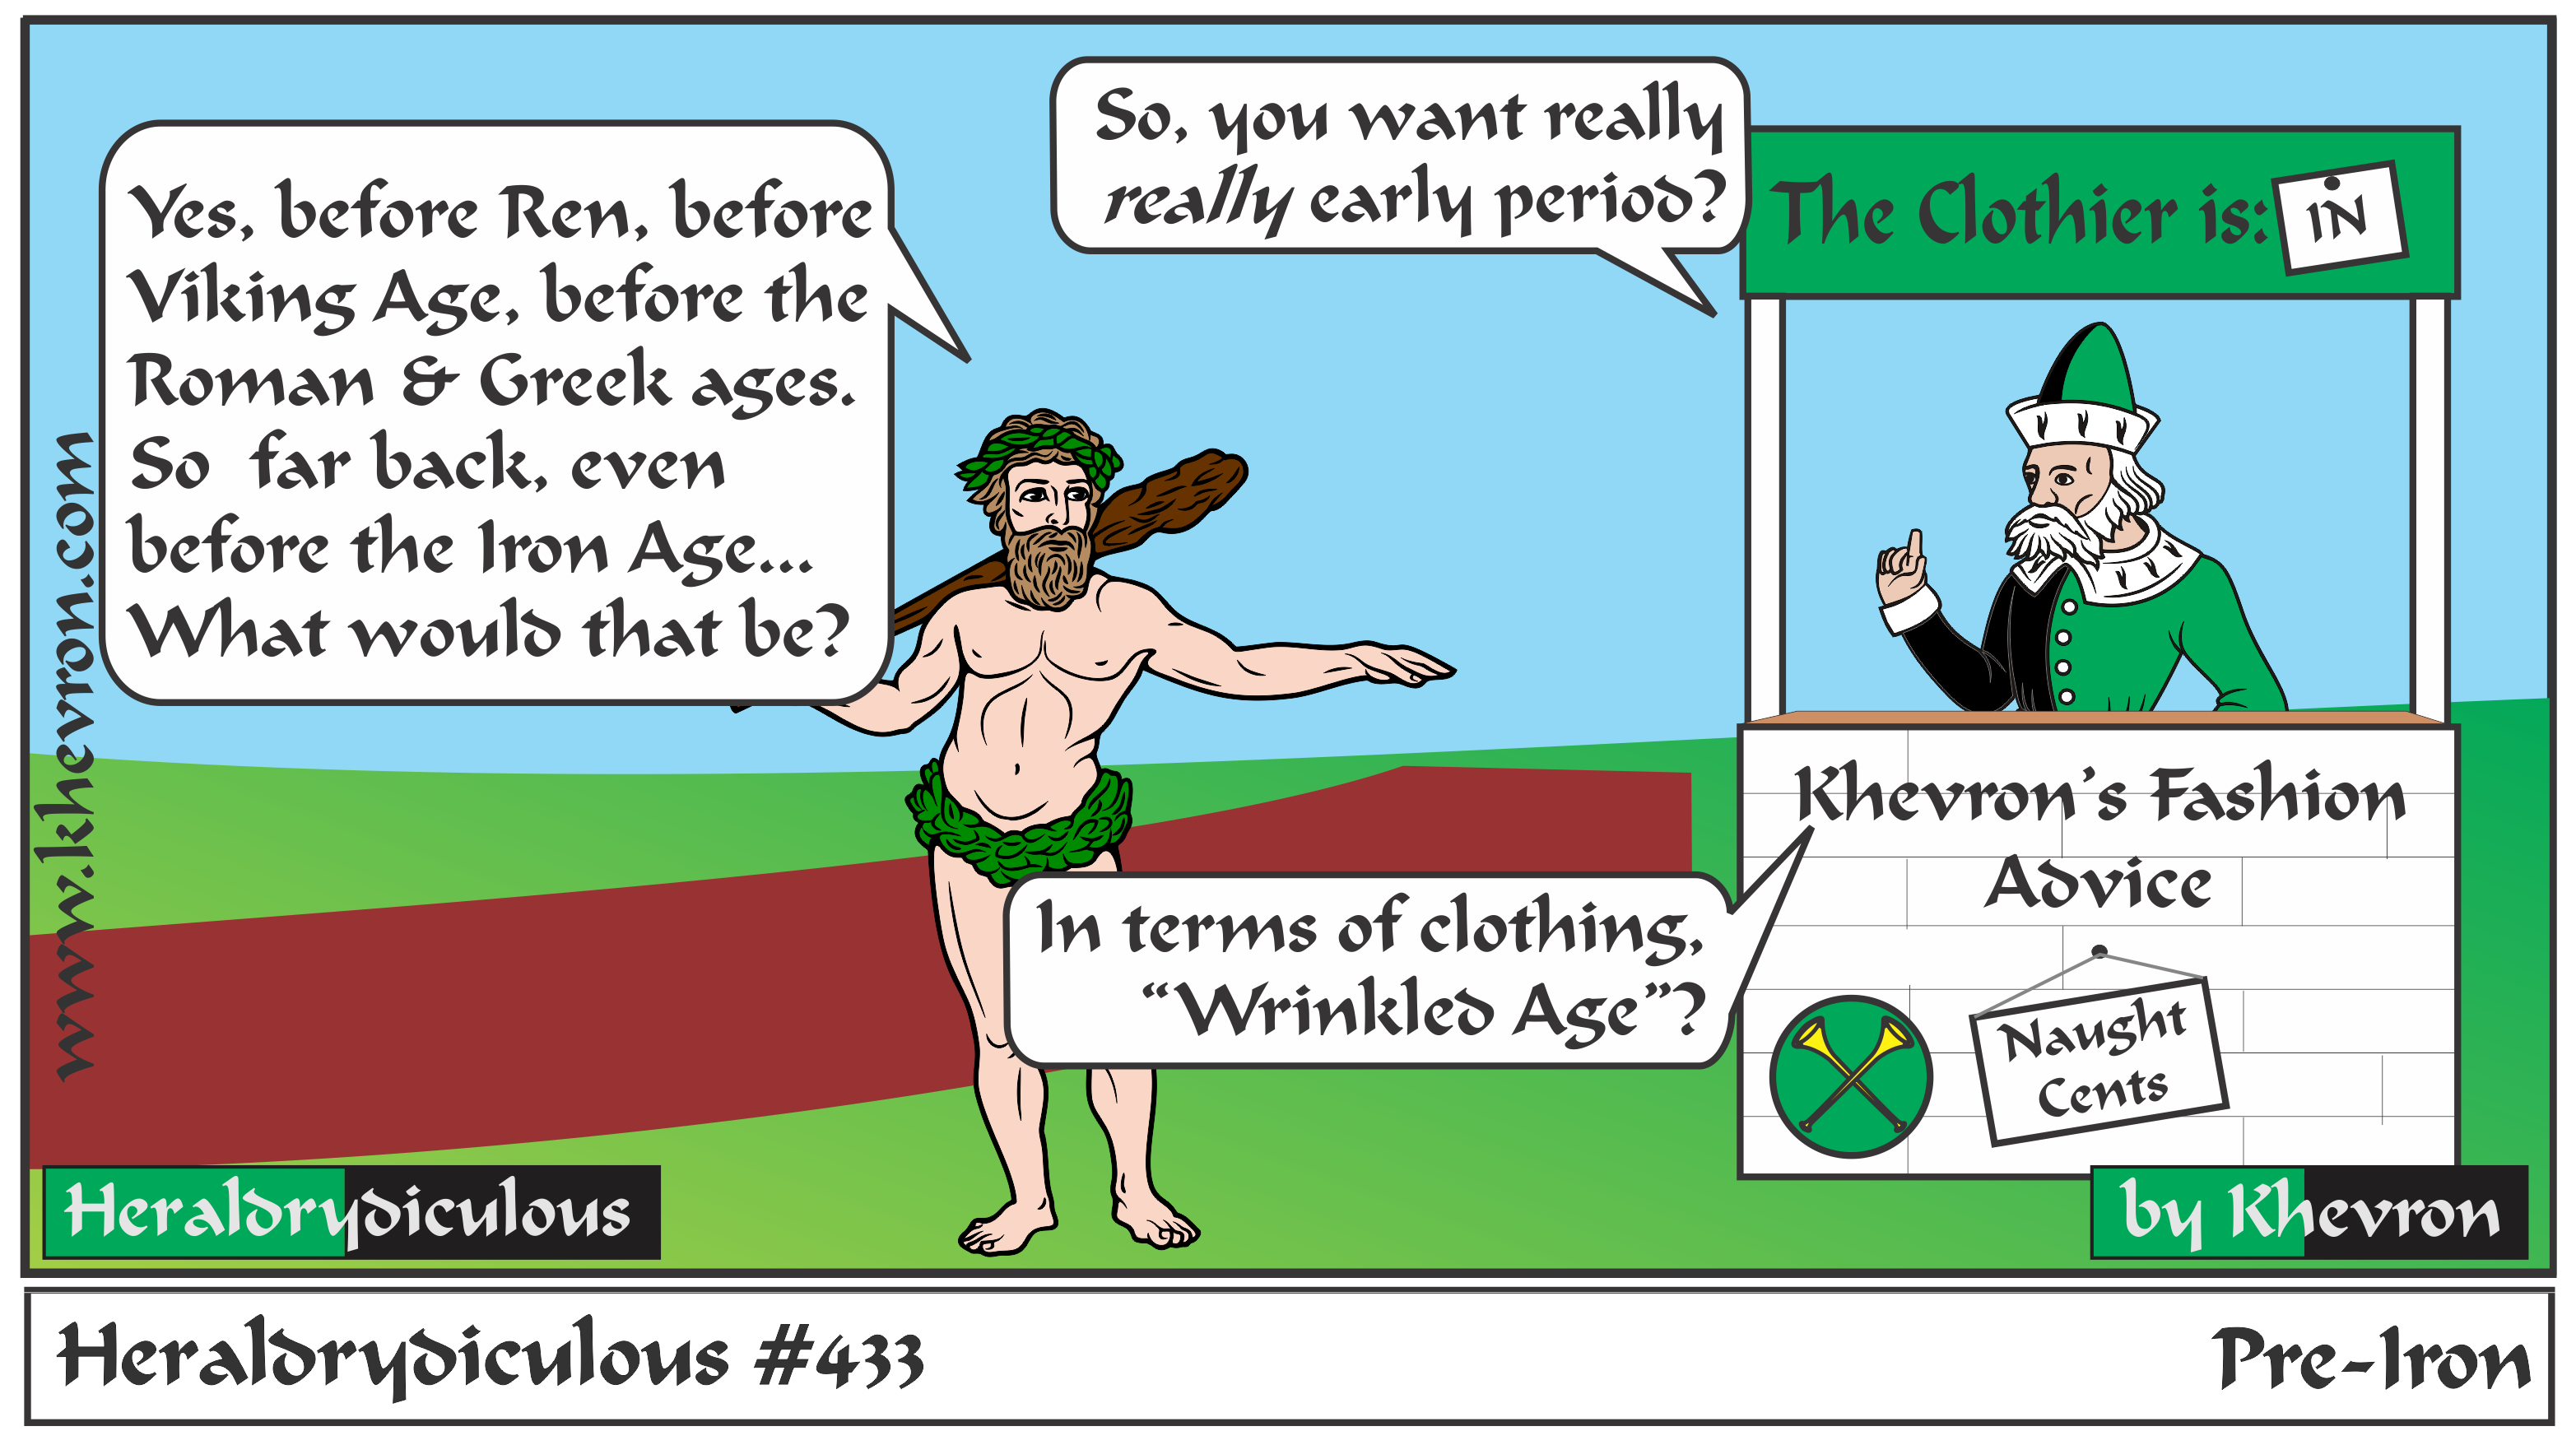 So, you want really
really early period?
Yes, before Ren, before
Viking Age, before the
Roman & Greek ages.
So far back, even
before the Iron Age...
What would that be?
The Clothier is:
IN
Khevron's Fashion
Advice
In terms of clothing,
“Wrinkled Age”?
Naught
Cents
www.khevron.com
Heraldrydiculous
by Khevron
Heraldrydiculous #433
Pre-Iron